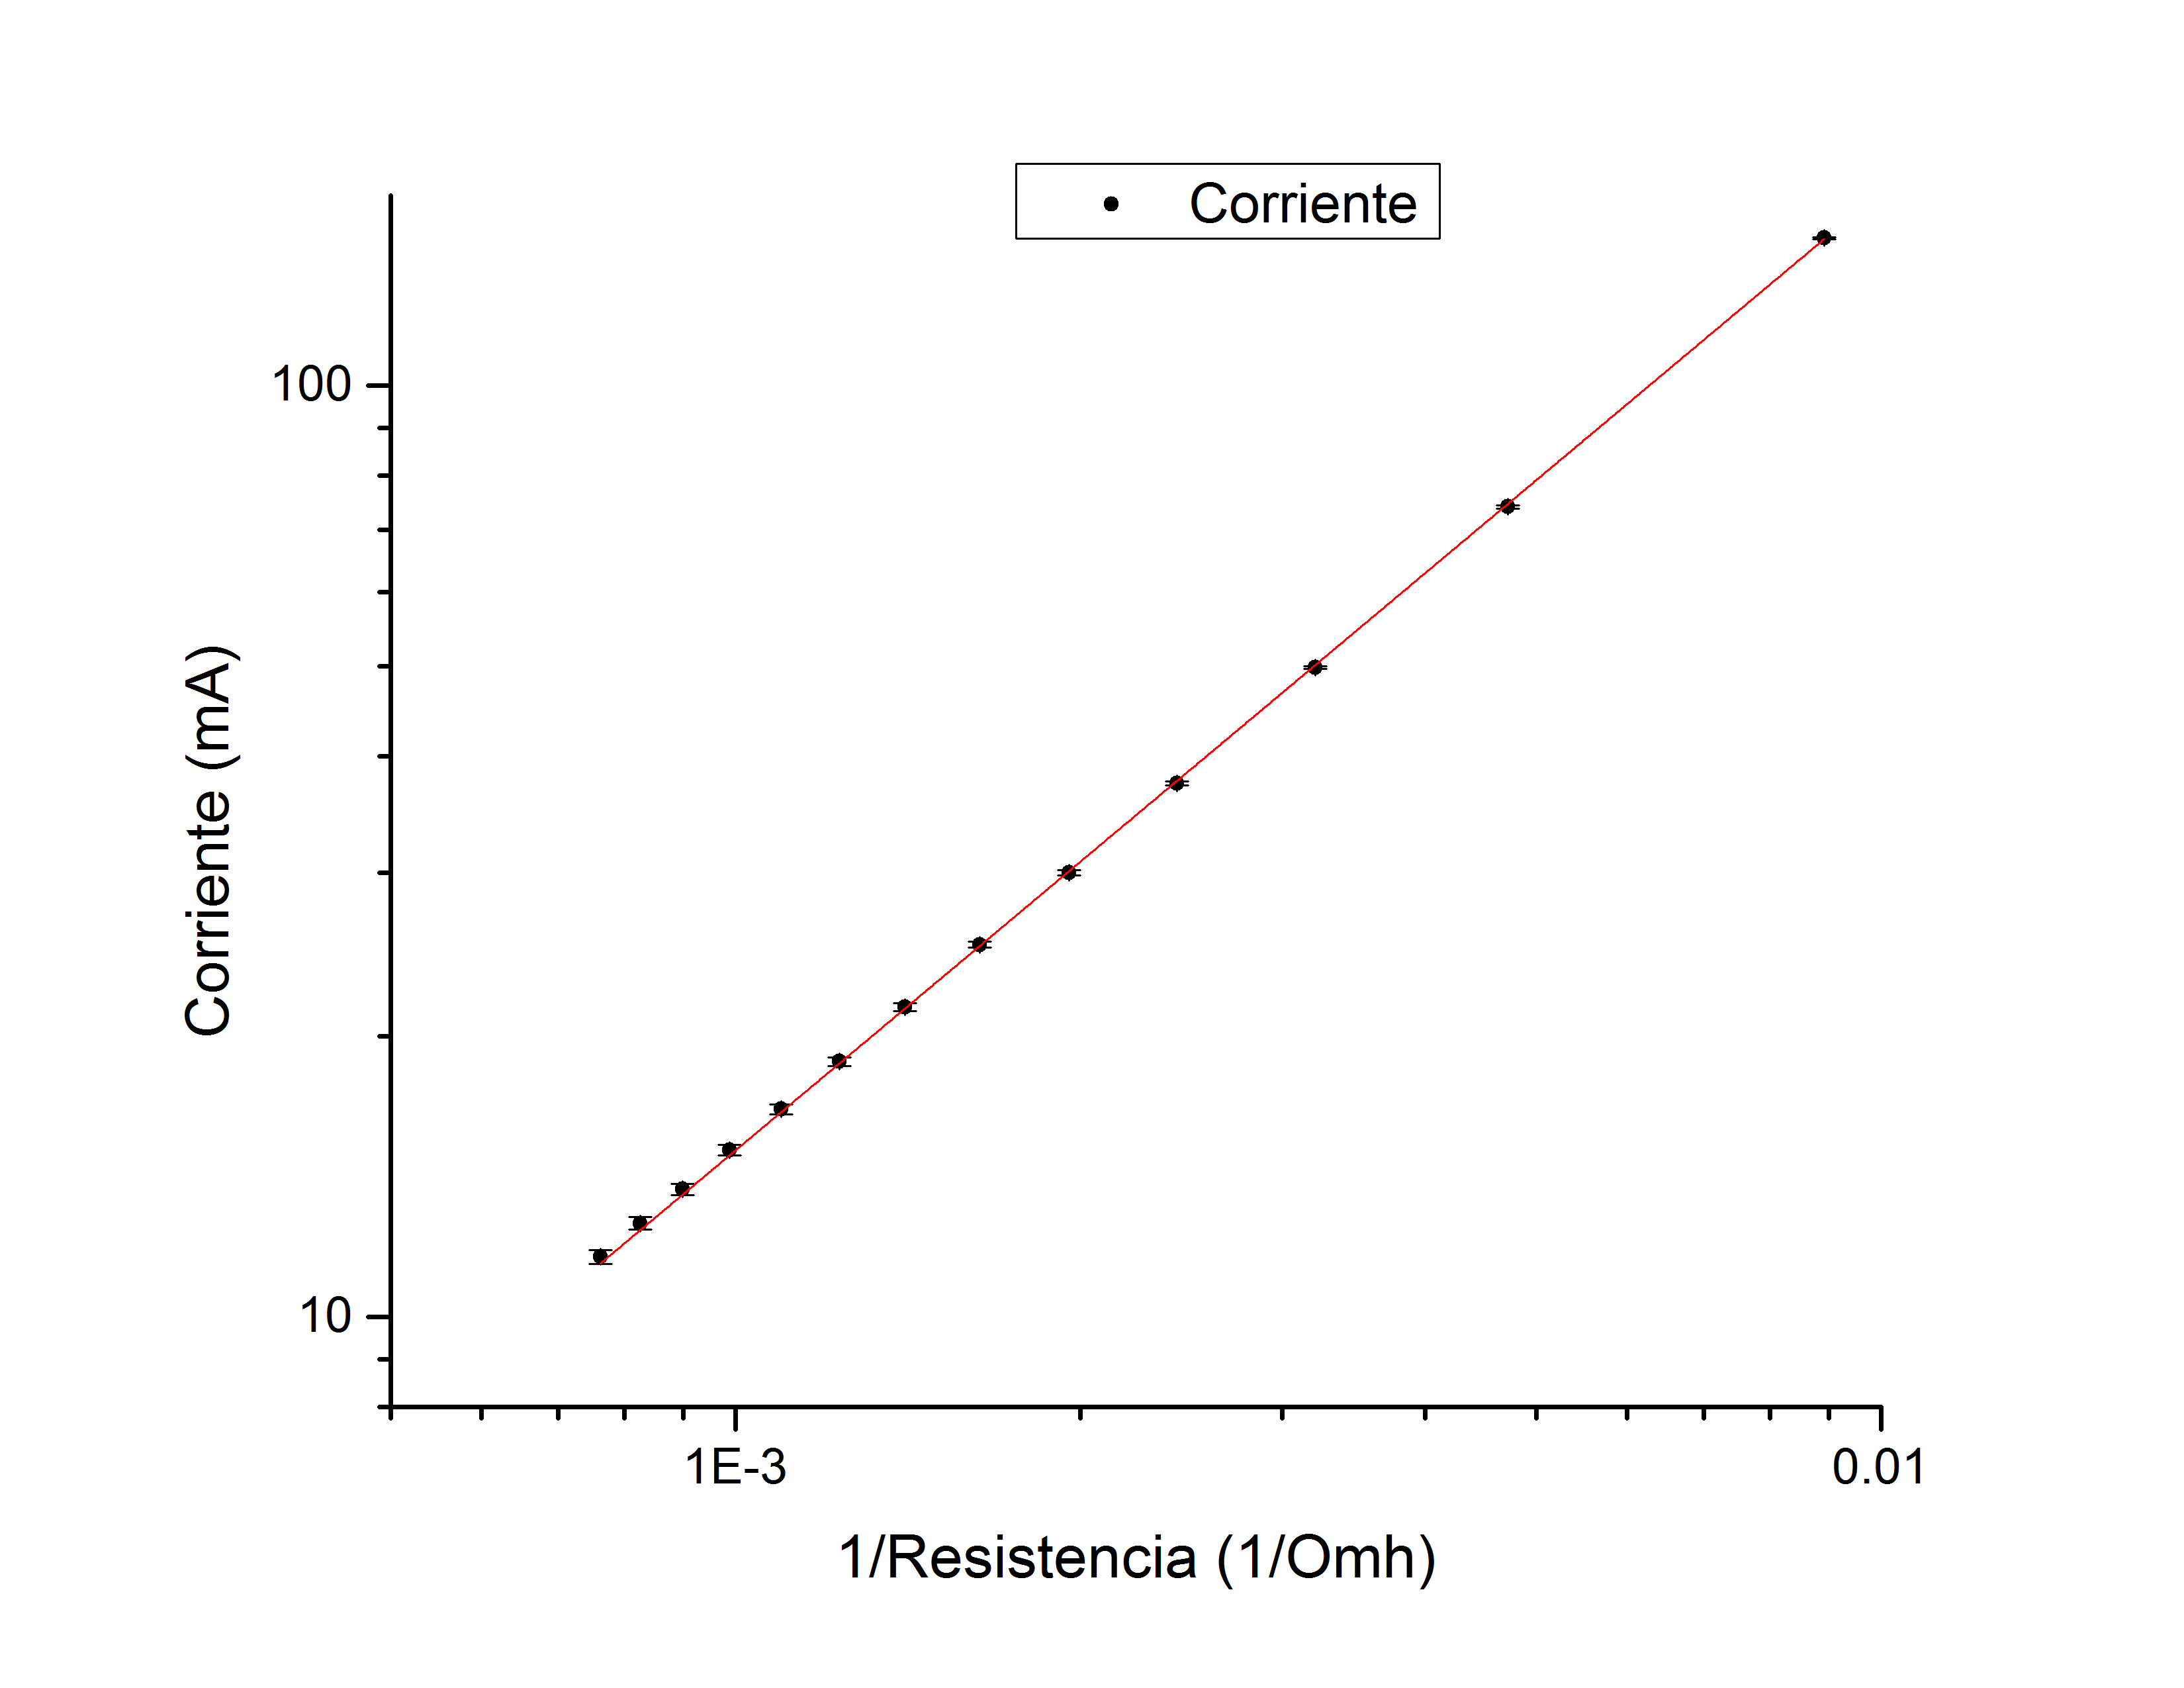 Corriente
100
10
Corriente (mA)
1E-3
0.01
1/Resistencia (1/Omh)